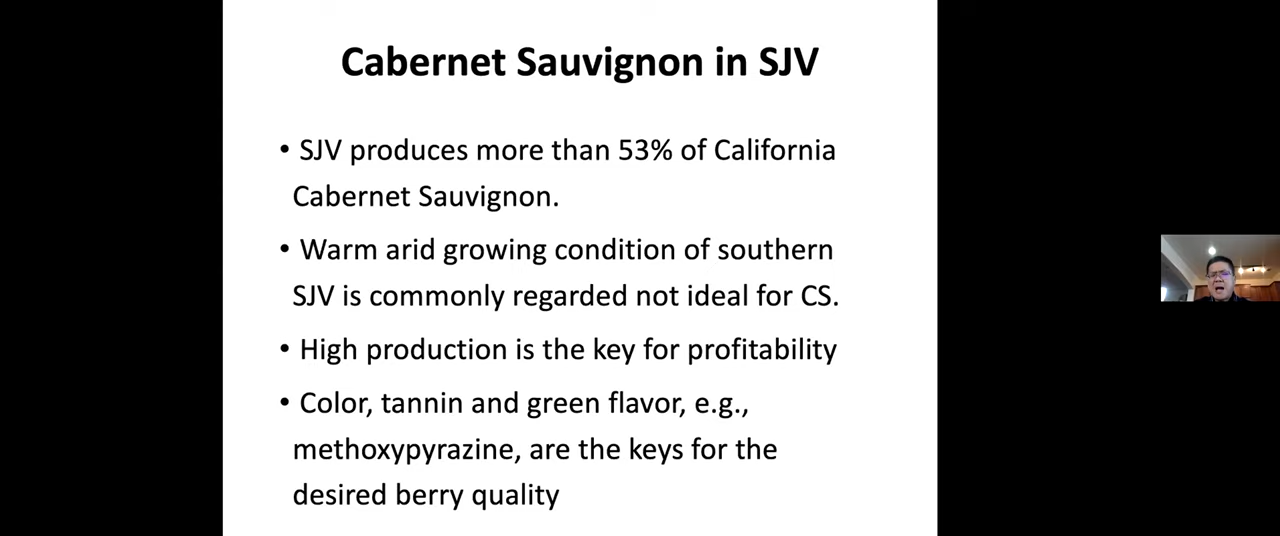 Cabernet Sauvignon in SJV
• SJV produces more than 53% of California
Cabernet Sauvignon.
• Warm arid growing condition of southern
SJV is commonly regarded not ideal for CS.
• High production is the key for profitability
• Color, tannin and green flavor, e.g.,
methoxypyrazine, are the keys for the
desired berry quality